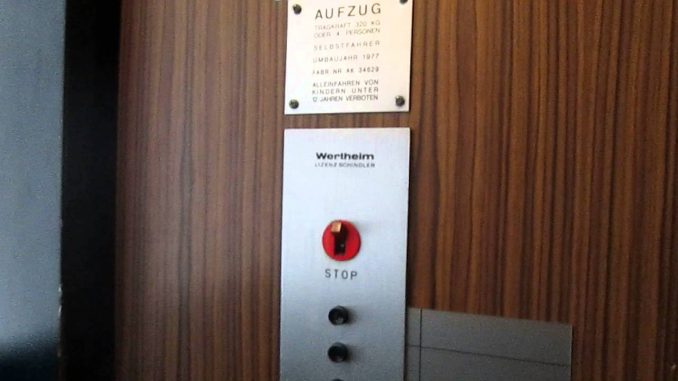 AUFZUG
TRAGKRAFT 320 KG
ODER 4 PERSONEN
SELBSTFAHRER
UMBAUJAHR 1977
FABR. NR. AK 34629
ALLEINFAHREN VON
KINDERN UNTER
12 JAHREN VERBOTEN
Wertheim
LIZENZ SCHINDLER
STOP